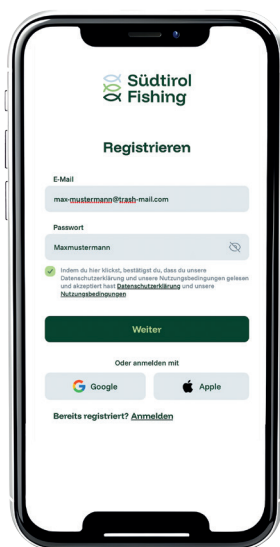 Südtirol
Fishing
Registrieren
E-Mail
max-mustermann@trash-mail.com
Passwort
Maxmustermann
Indem du hier klickst, bestätigst du, dass du unsere
Datenschutzerklärung und unsere Nutzungsbedingungen gelesen
und akzeptiert hast Datenschutzerklärung und unsere
Nutzungsbedingungen
Weiter
Oder anmelden mit
Google
Apple
Bereits registriert? Anmelden